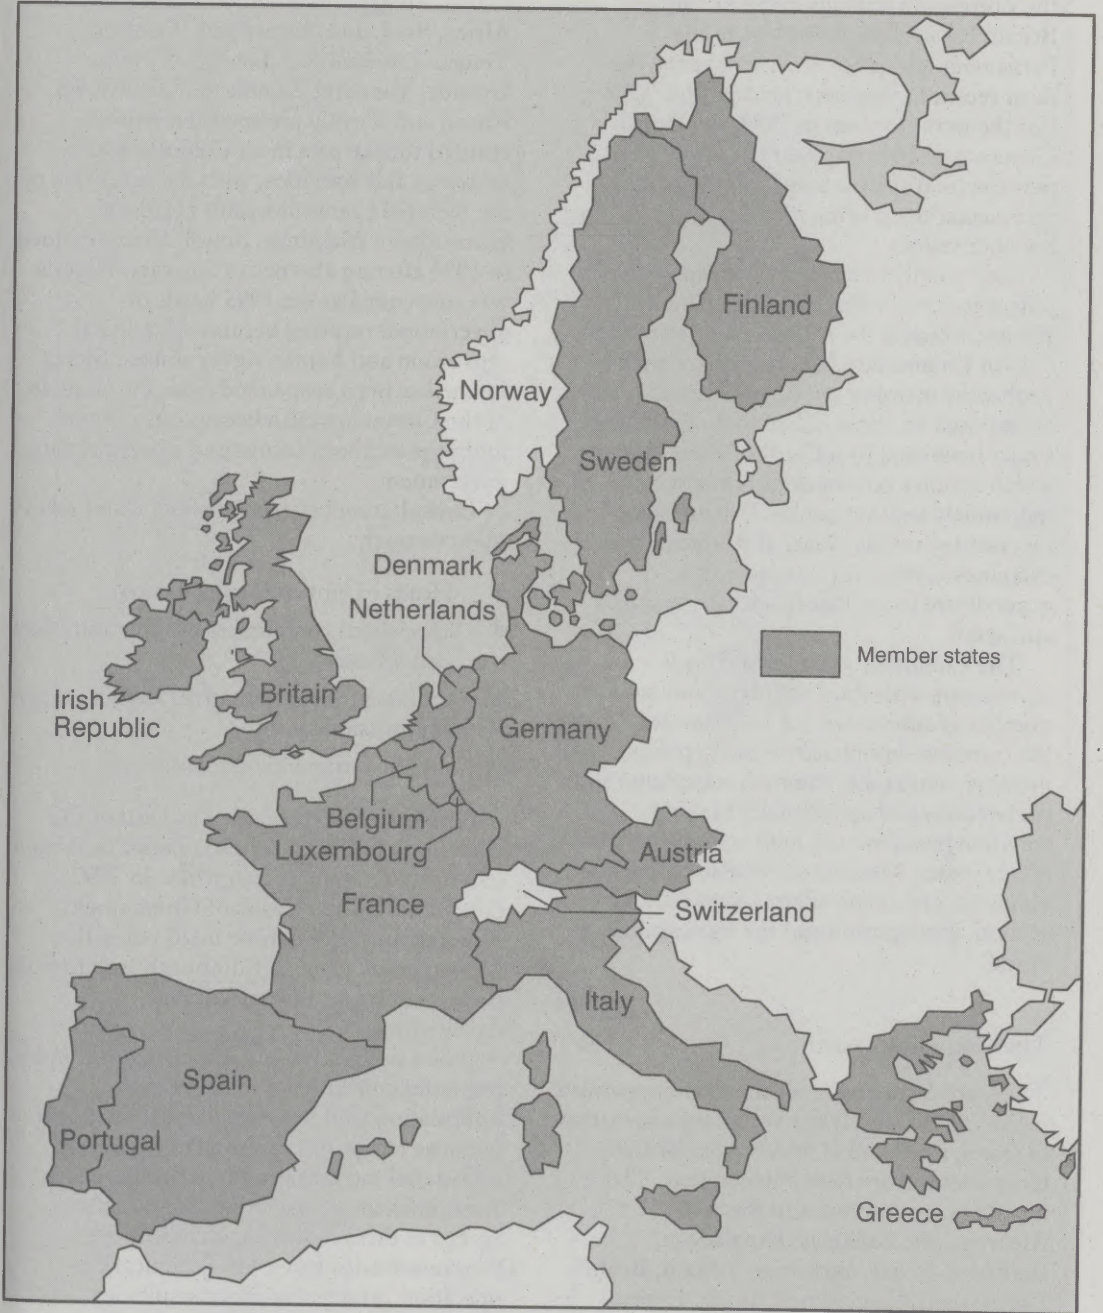 Finland
Norway
Sweden
Denmark
Netherlands
Member states
Irish
Republic
Britain
Germany
Belgium
Luxembourg
Austria
France
Switzerland
Italy
Spain
Portugal
Greece